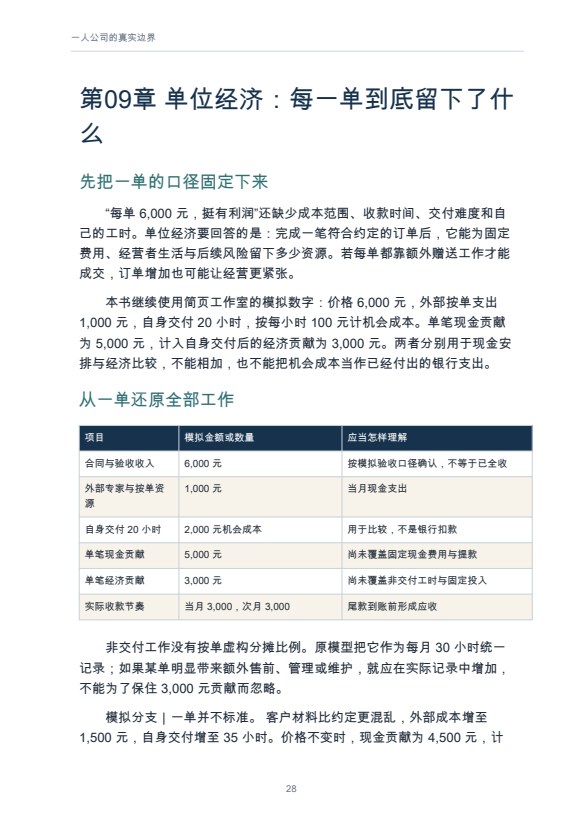 一人公司的真实边界
第09章 单位经济：每一单到底留下了什
么
先把一单的口径固定下来
“每单 6,000 元，挺有利润”还缺少成本范围、收款时间、交付难度和自
己的工时。单位经济要回答的是：完成一笔符合约定的订单后，它能为固定
费用、经营者生活与后续风险留下多少资源。若每单都靠额外赠送工作才能
成交，订单增加也可能让经营更紧张。
本书继续使用简页工作室的模拟数字：价格 6,000 元，外部按单支出
1,000 元，自身交付 20 小时，按每小时 100 元计机会成本。单笔现金贡献
为 5,000 元，计入自身交付后的经济贡献为 3,000 元。两者分别用于现金安
排与经济比较，不能相加，也不能把机会成本当作已经付出的银行支出。
从一单还原全部工作
项目 模拟金额或数量 应当怎样理解
合同与验收收入 6,000 元 按模拟验收口径确认，不等于已全收
外部专家与按单资 1,000 元 当月现金支出
源
自身交付 20 小时 2,000 元机会成本 用于比较，不是银行扣款
单笔现金贡献 5,000 元 尚未覆盖固定现金费用与提款
单笔经济贡献 3,000 元 尚未覆盖非交付工时与固定投入
实际收款节奏 当月 3,000，次月 3,000 尾款到账前形成应收
非交付工作没有按单虚构分摊比例。原模型把它作为每月 30 小时统一
记录；如果某单明显带来额外售前、管理或维护，就应在实际记录中增加，
不能为了保住 3,000 元贡献而忽略。
模拟分支｜一单并不标准。 客户材料比约定更混乱，外部成本增至
1,500 元，自身交付增至 35 小时。价格不变时，现金贡献为 4,500 元，计
28